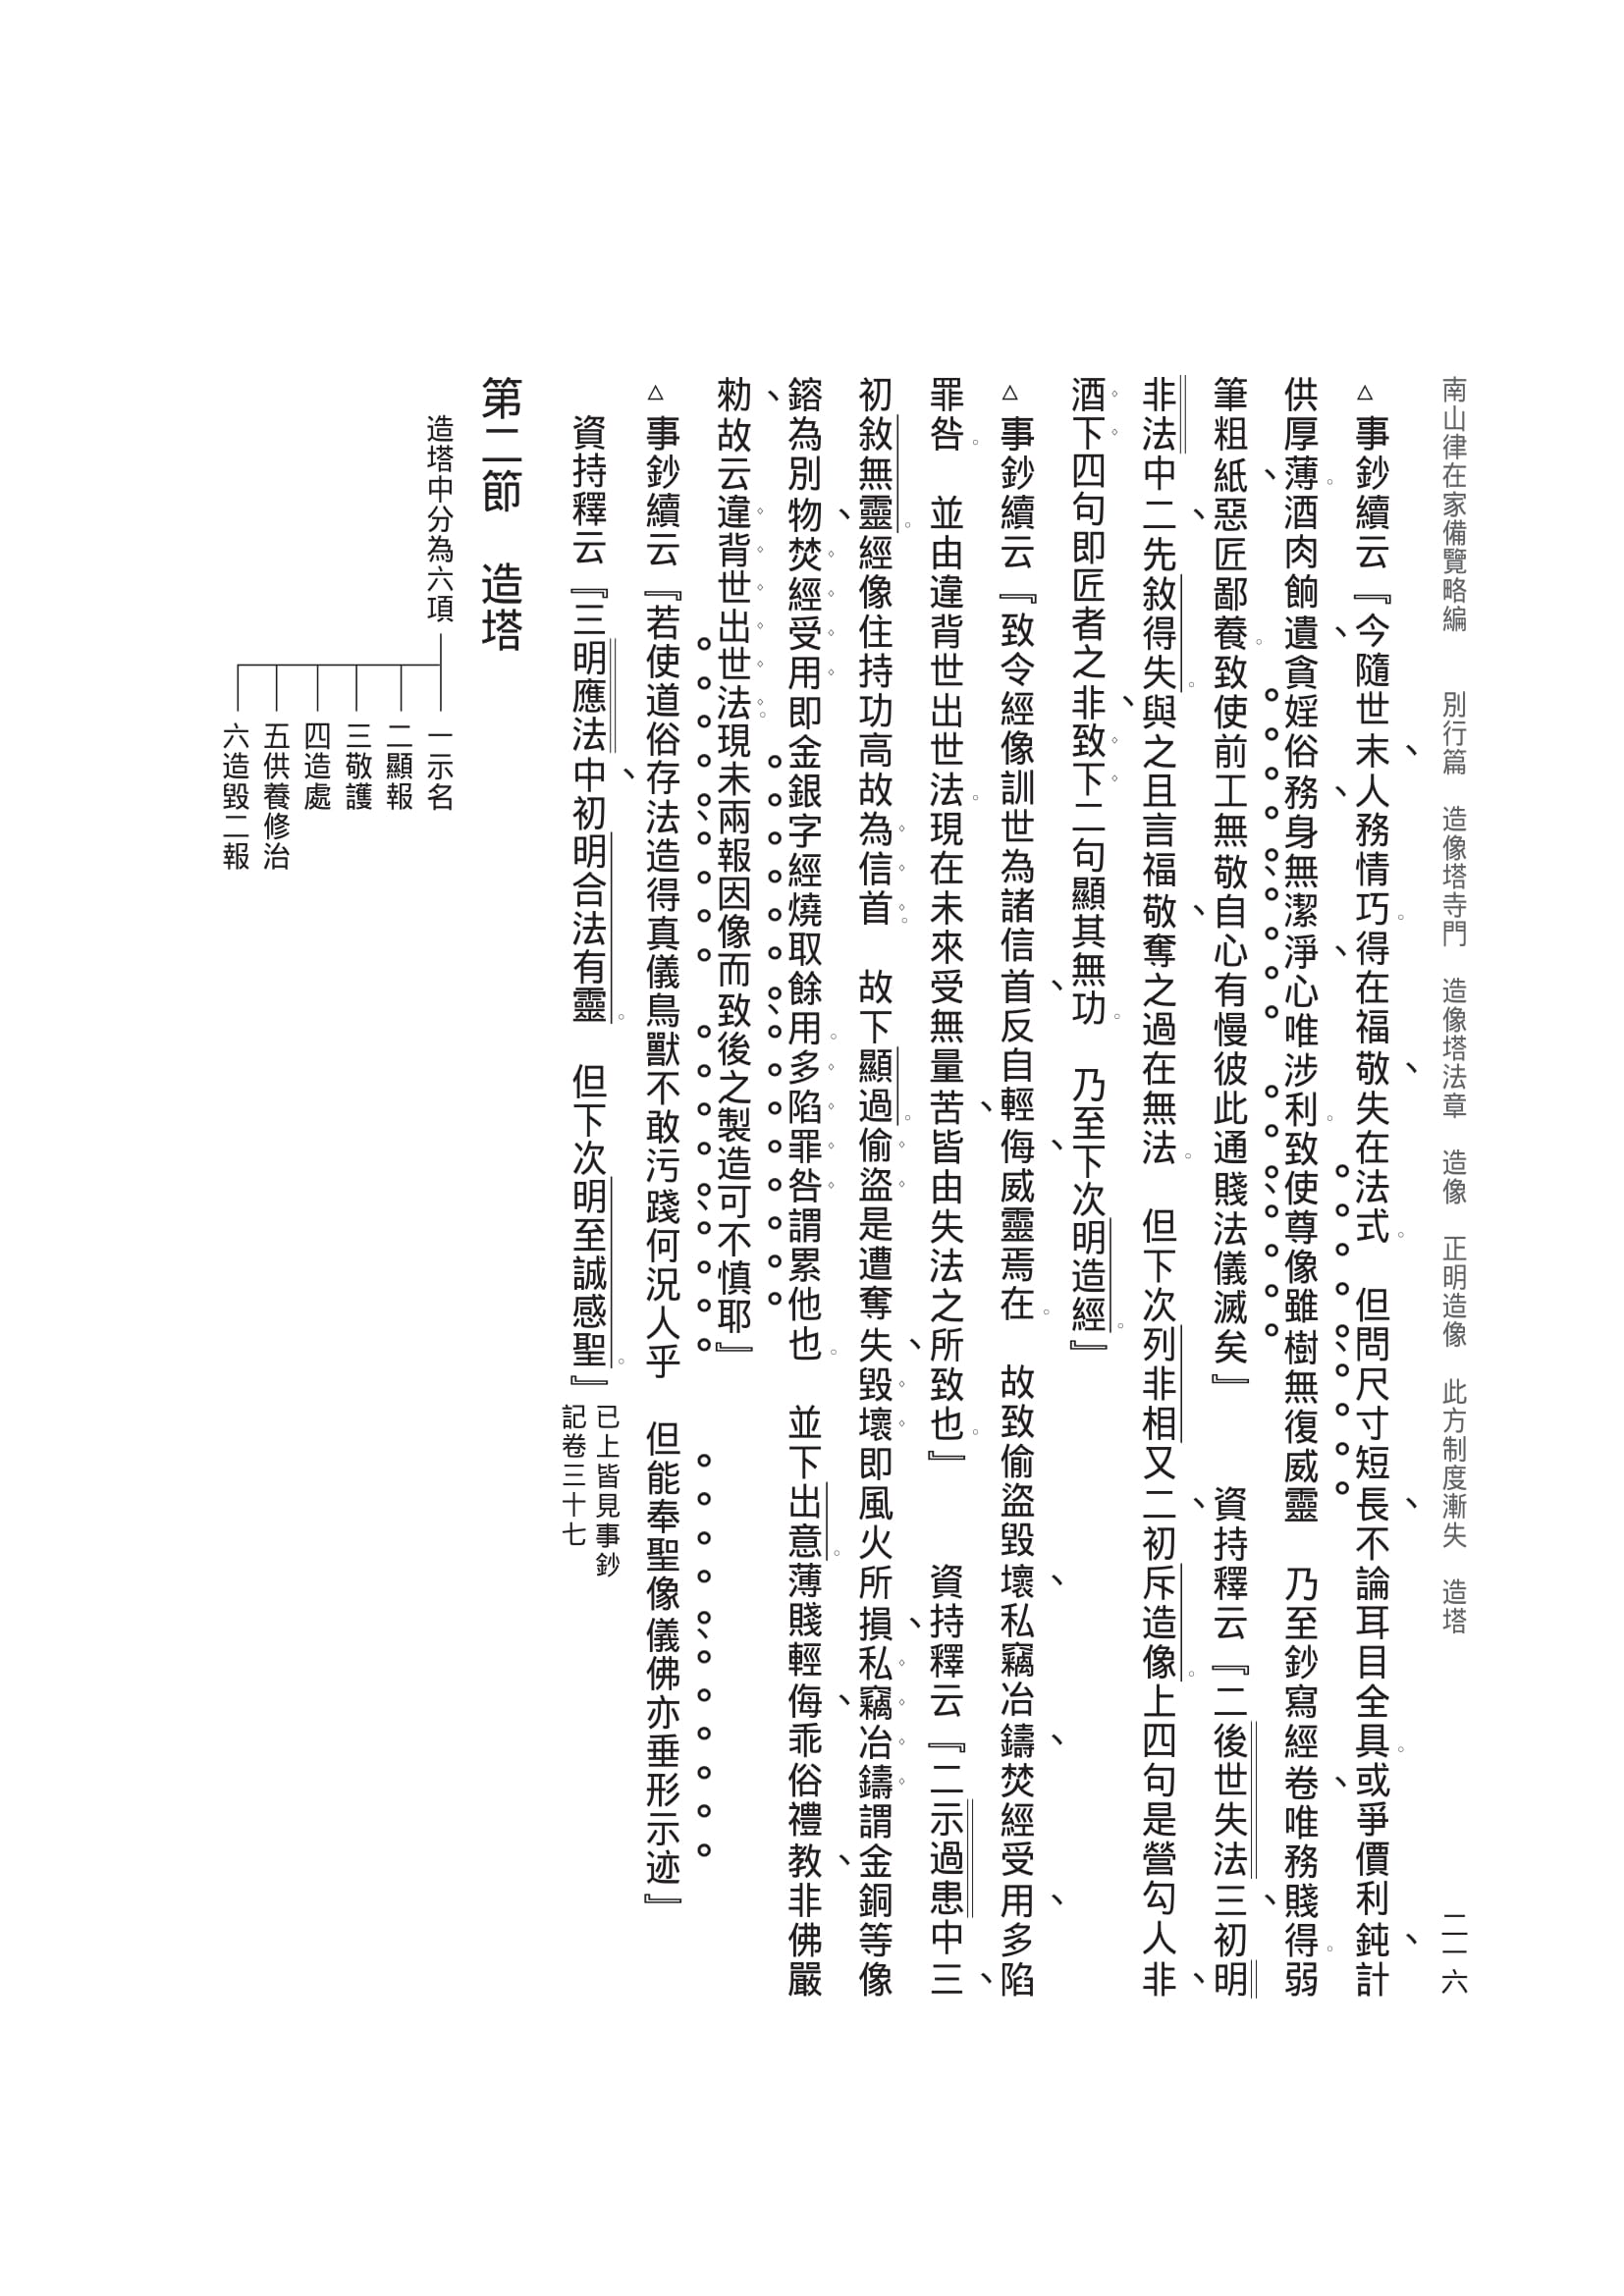 南山律在家備覽略編　別行篇　造像塔寺門　造像塔法章　造像　正明造像　此方制度漸失　造塔　二一六
△事鈔續云『今隨世末、人務情巧。得在福敬、失在法式。　但問尺寸短長、不論耳目全具。或爭價利鈍、計
供厚薄。酒肉餉遺、貪婬俗務、身無潔淨、心唯涉利。致使尊像雖樹無復威靈　乃至鈔寫經卷、唯務賤得。弱
筆粗紙、惡匠鄙養。致使前工無敬自心有慢彼此通賤法儀滅矣』　資持釋云『二後世失法三、初明
非法中二、先敘得失。與之且言福敬、奪之過在無法。　但下次列非相又二、初斥造像。上四句是營勾人非、
酒下四句即匠者之非、致下二句顯其無功。　乃至下次明造經。』
△事鈔續云『致令經像訓世為諸信首、反自輕侮、威靈焉在。　故致偷盜毀壞、私竊冶鑄、焚經受用、多陷
罪咎。　並由違背世出世法。現在未來受無量苦、皆由失法之所致也。』　資持釋云『二示過患中三、
初敘無靈。經像住持功高故為信首。　故下顯過。偷盜是遭奪失、毀壞即風火所損、私竊冶鑄謂金銅等像
鎔為別物、焚經受用即金銀字經燒取餘用。多陷罪咎謂累他也。　並下出意。薄賤輕侮、乖俗禮教、非佛嚴
勑、故云違背世出世法。現未兩報因像而致後之製造可不慎耶』
△事鈔續云『若使道俗存法造得真儀鳥獸不敢污踐何況人乎　但能奉聖像儀佛亦垂形示迹』
資持釋云『三明應法中、初明合法有靈。　但下次明至誠感聖。』已上皆見事鈔
記卷三十七
第二節　造塔
造塔中分為六項
一示名
二顯報
三敬護
四造處
五供養修治
六造毀二報